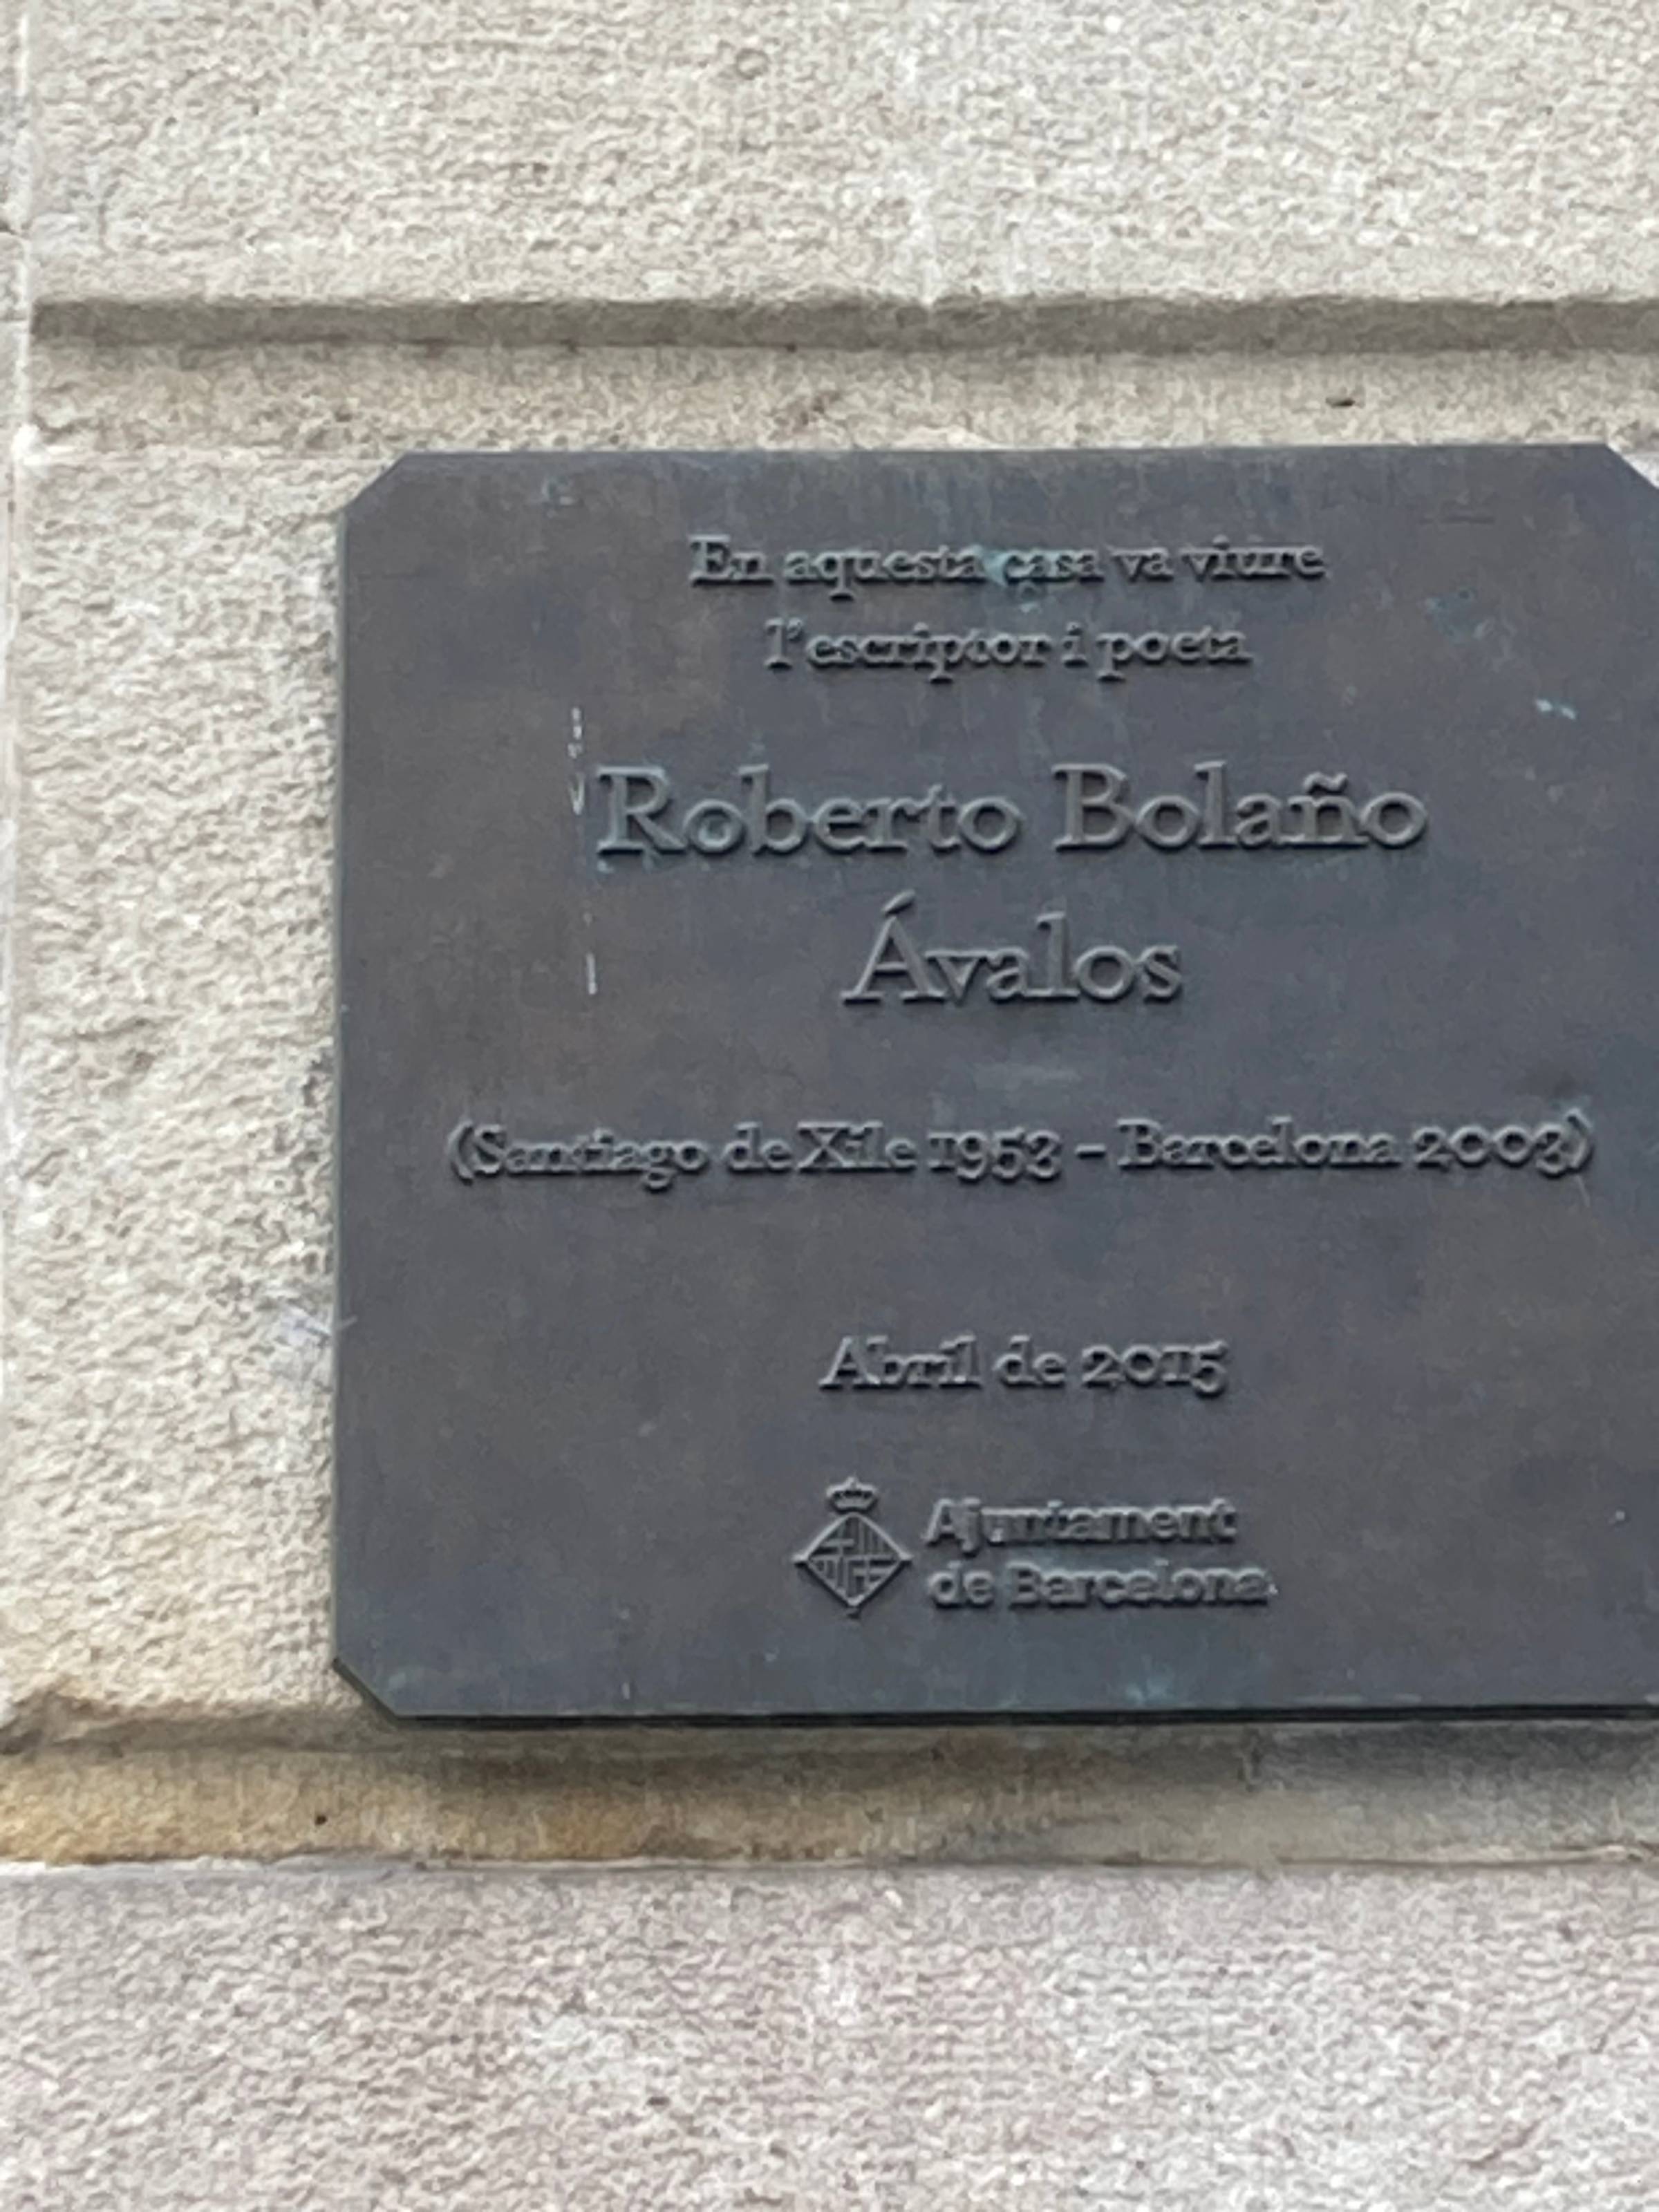 En aquesta casa va viure
l'escriptor i poeta
Roberto Bolaño
Ávalos
(Santiago de Xile 1953 – Barcelona 2003)
Abril de 2015
Ajuntament
de Barcelona